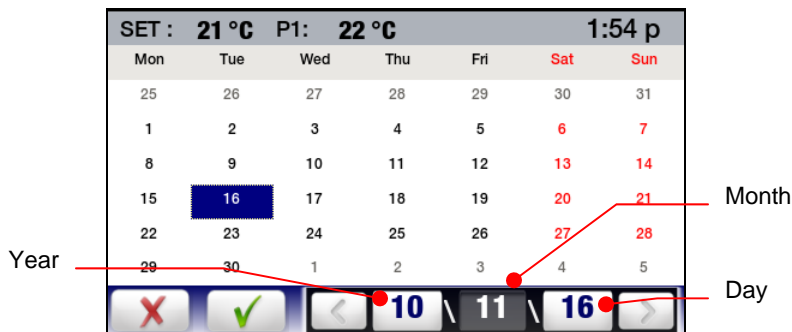 SET : 21 °C P1: 22 °C 1:54 p
Mon Tue Wed Thu Fri Sat Sun
25 26 27 28 29 30 31
1 2 3 4 5 6 7
8 9 10 11 12 13 14
15 16 17 18 19 20 21
Month
22 23 24 25 26 27 28
Year
29 30 1 2 3 4 5
Day
10 \ 11 \ 16